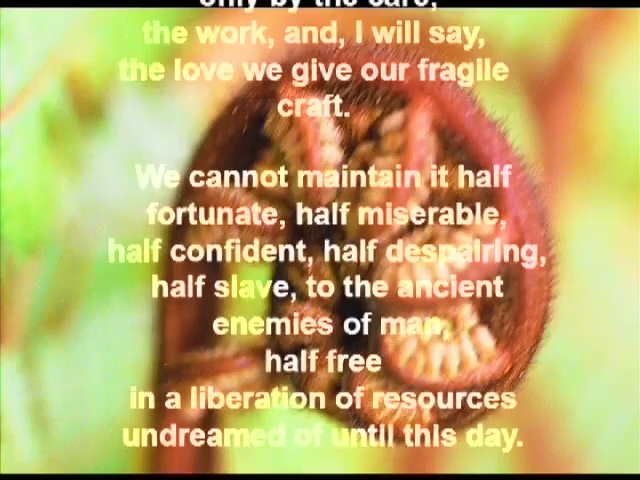 only by the care,
the work, and, I will say,
the love we give our fragile
craft.
We cannot maintain it half
fortunate, half miserable,
half confident, half despairing,
half slave, to the ancient
enemies of man,
half free
in a liberation of resources
undreamed of until this day.